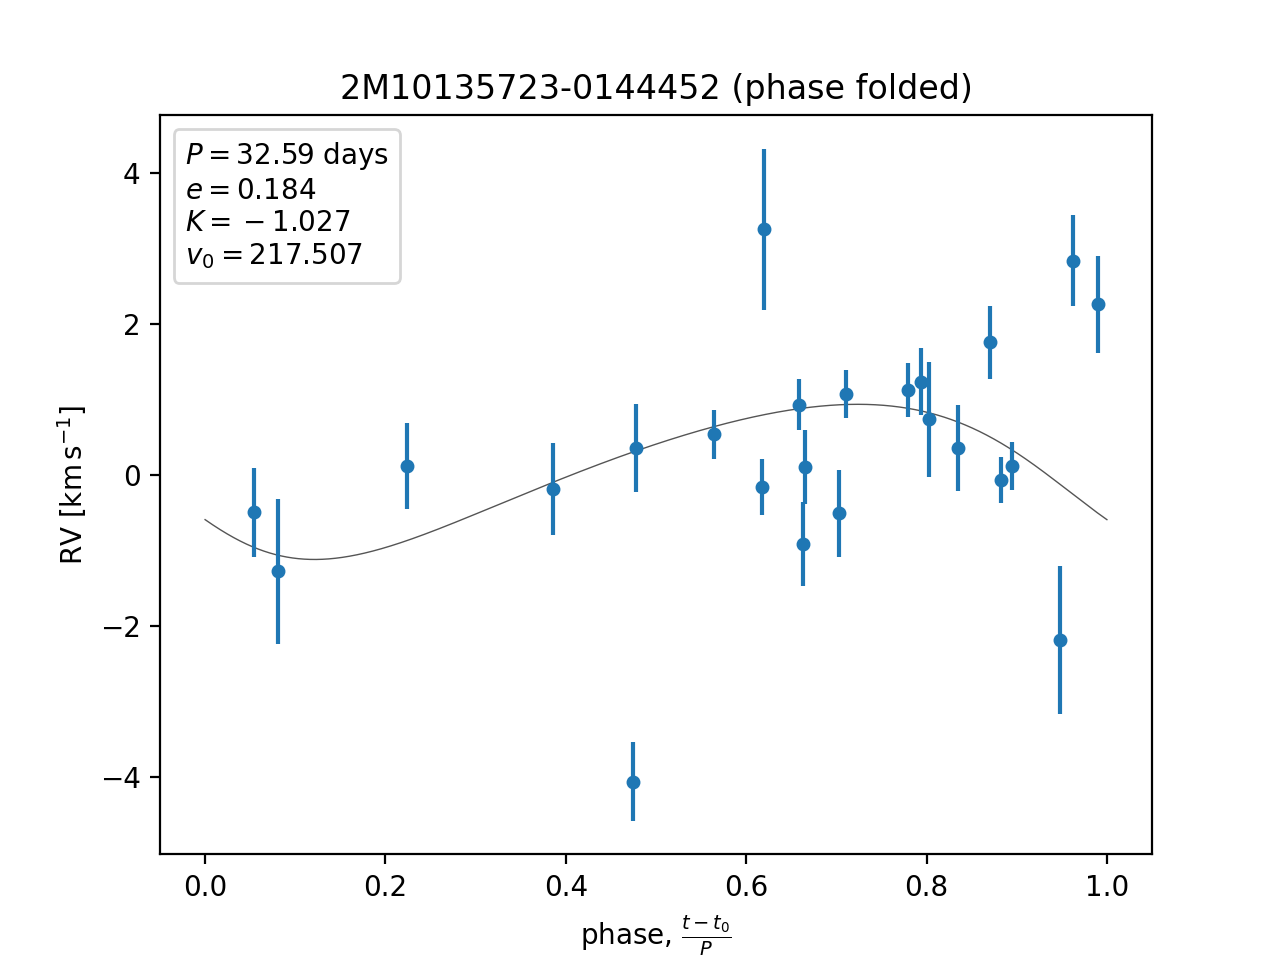 2M10135723-0144452 (phase folded)
P = 32.59 days
e = 0.184
K = −1.027
v₀ = 217.507
RV [km s⁻¹]
4
2
0
−2
−4
0.0 0.2 0.4 0.6 0.8 1.0
phase, (t − t₀)/P